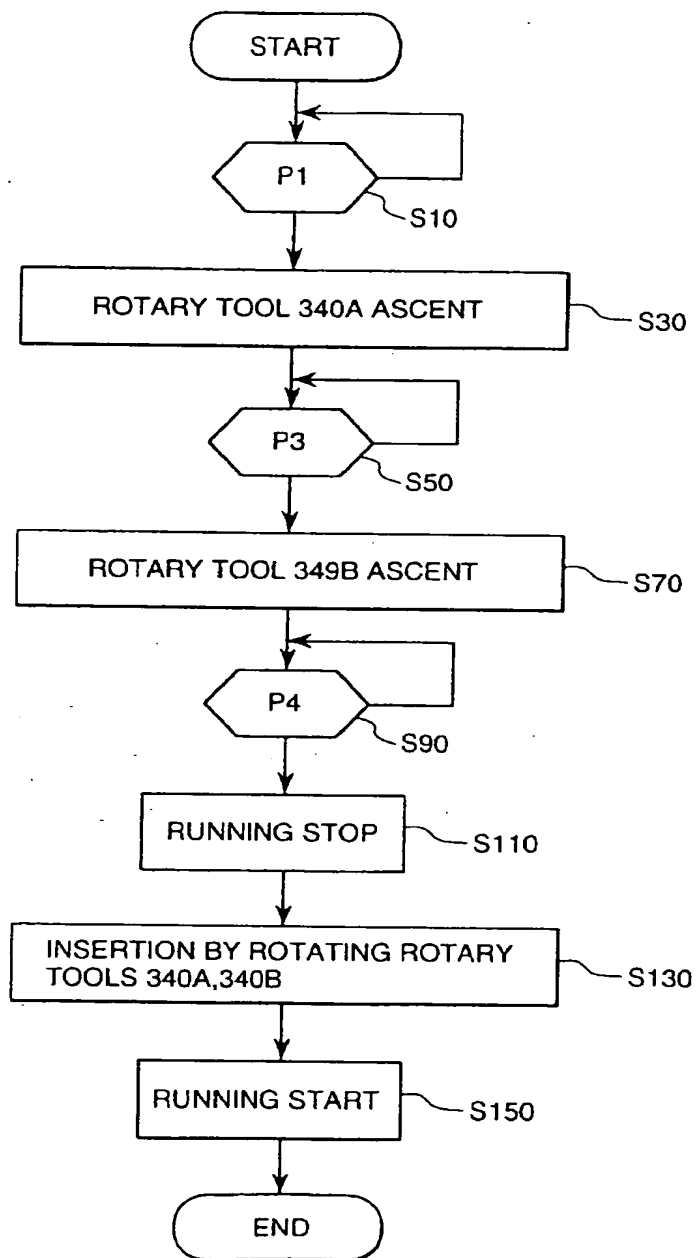 START
P1
S10
ROTARY TOOL 340A ASCENT
S30
P3
S50
ROTARY TOOL 349B ASCENT
S70
P4
S90
RUNNING STOP
S110
INSERTION BY ROTATING ROTARY
TOOLS 340A,340B
S130
RUNNING START
S150
END